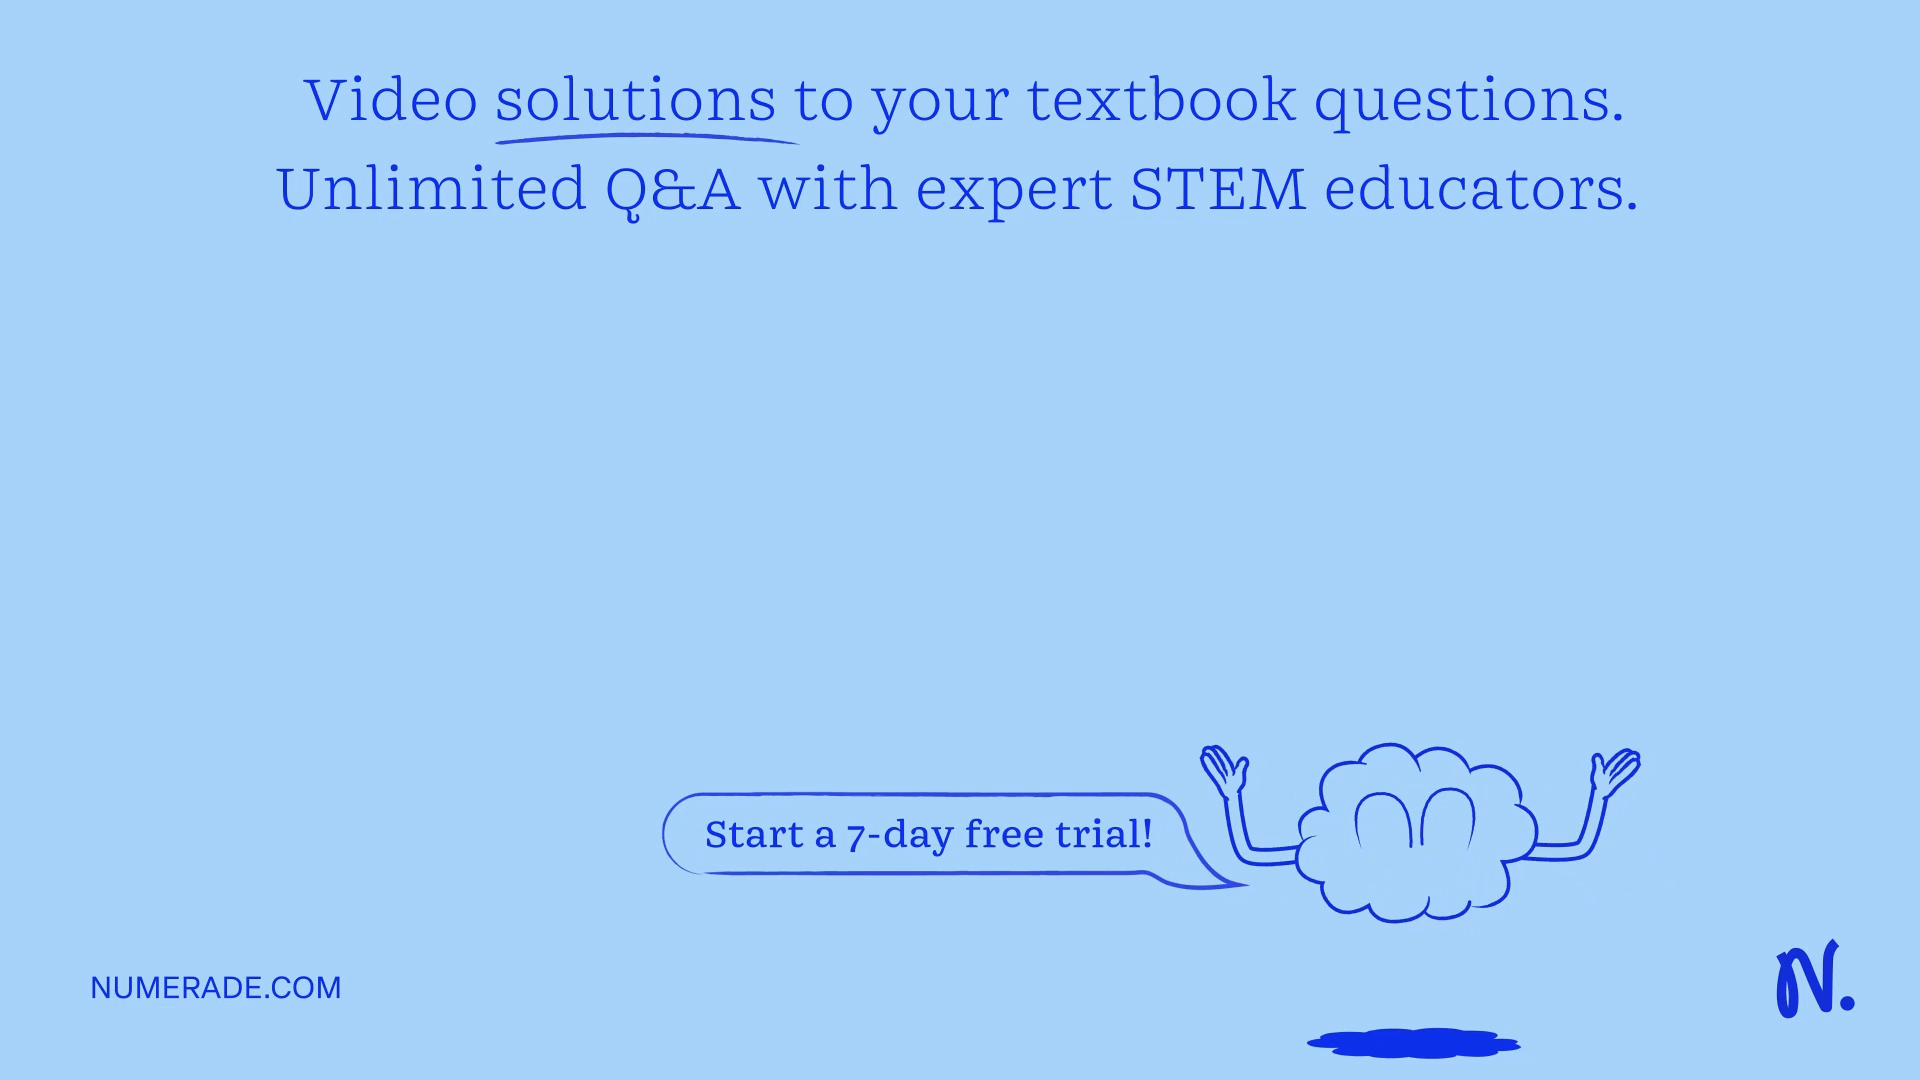 Video solutions to your textbook questions.
Unlimited Q&A with expert STEM educators.
Start a 7-day free trial!
NUMERADE.COM
N.